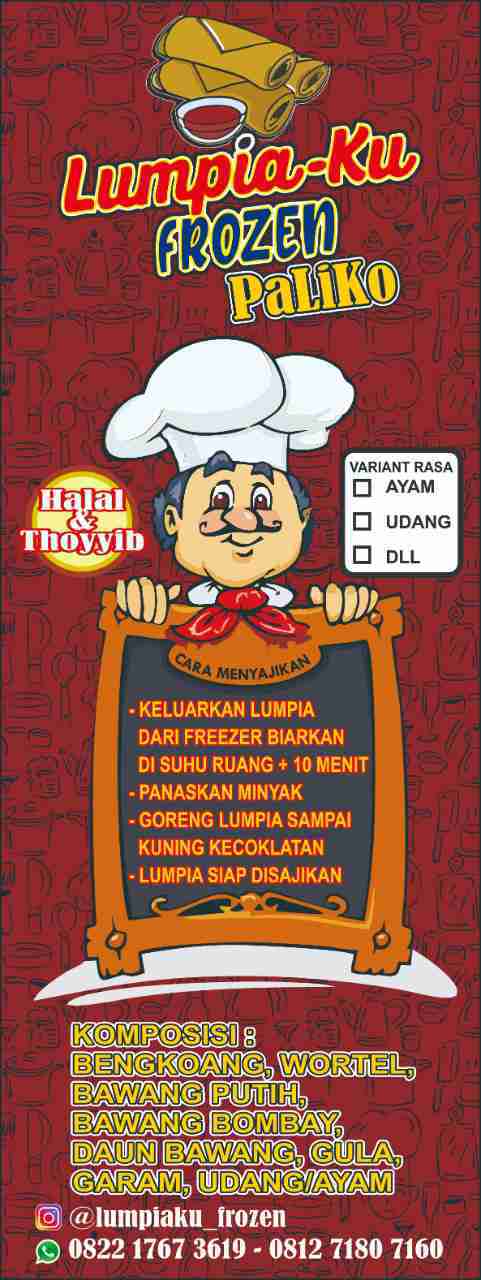 Lumpia-Ku
FROZEN
PaLiKo
Halal
&
Thoyyib
VARIANT RASA
AYAM
UDANG
DLL
CARA MENYAJIKAN
- KELUARKAN LUMPIA
DARI FREEZER BIARKAN
DI SUHU RUANG + 10 MENIT
- PANASKAN MINYAK
- GORENG LUMPIA SAMPAI
KUNING KECOKLATAN
- LUMPIA SIAP DISAJIKAN
KOMPOSISI :
BENGKOANG, WORTEL,
BAWANG PUTIH,
BAWANG BOMBAY,
DAUN BAWANG, GULA,
GARAM, UDANG/AYAM
@lumpiaku_frozen
0822 1767 3619 - 0812 7180 7160